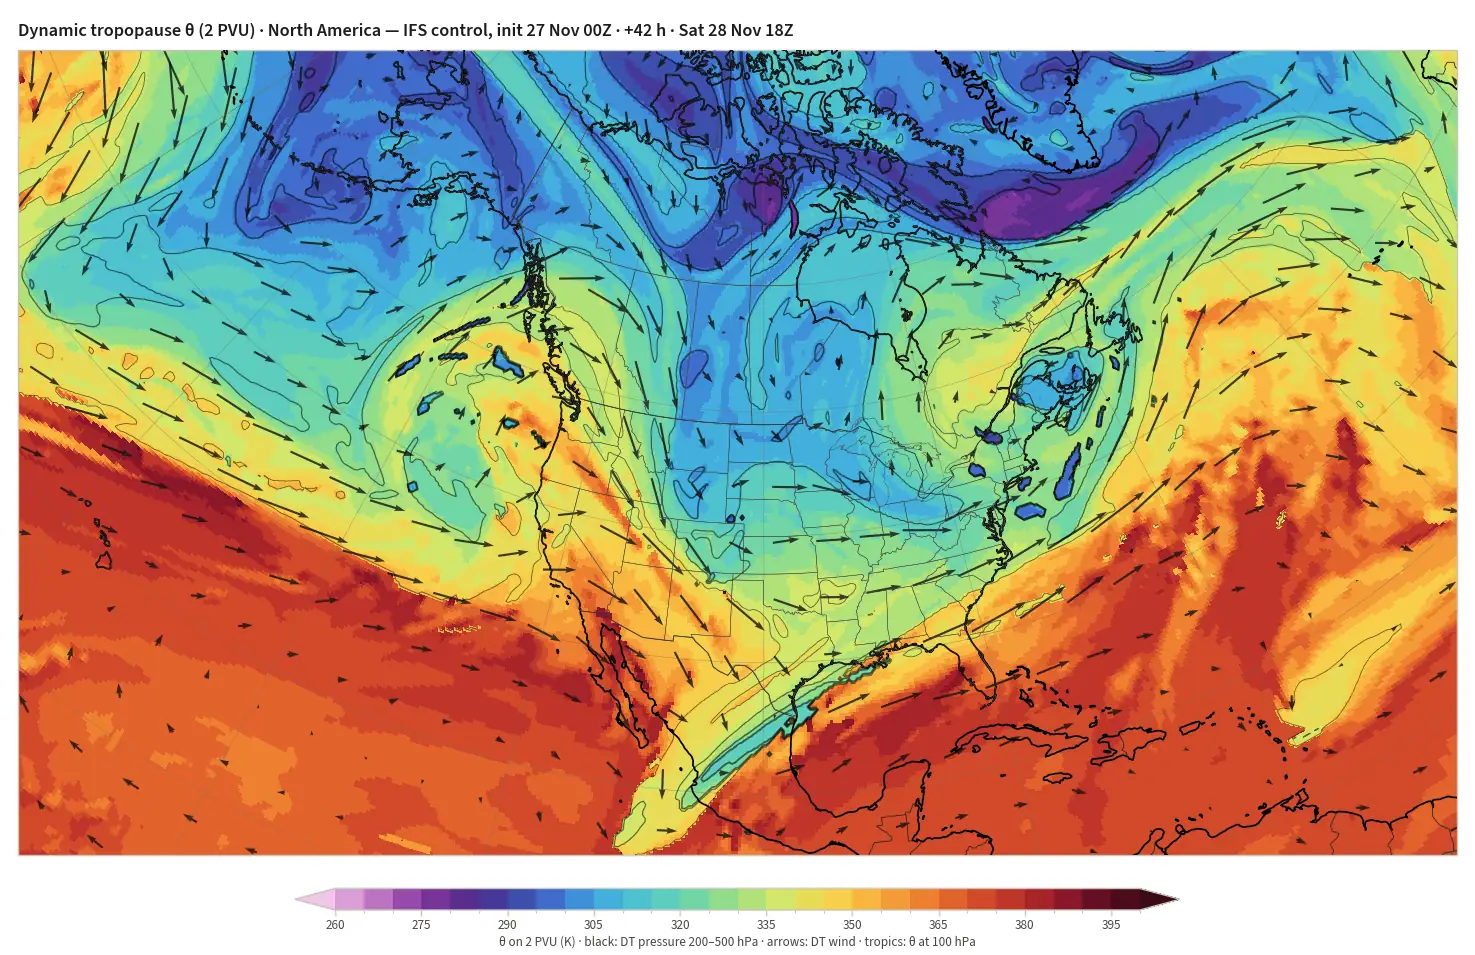 Dynamic tropopause θ (2 PVU) · North America — IFS control, init 27 Nov 00Z · +42 h · Sat 28 Nov 18Z
260 275 290 305 320 335 350 365 380 395
θ on 2 PVU (K) · black: DT pressure 200–500 hPa · arrows: DT wind · tropics: θ at 100 hPa